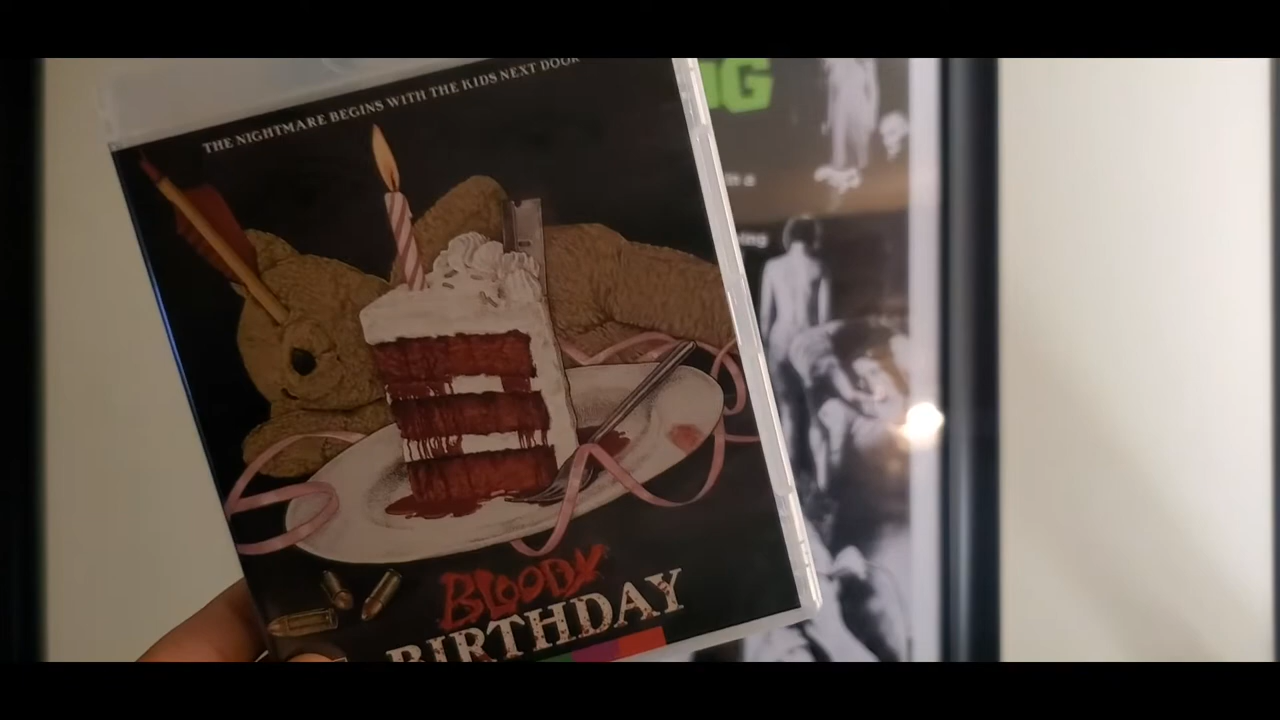 THE NIGHTMARE BEGINS WITH THE KIDS NEXT DOOR
BLOODY
BIRTHDAY